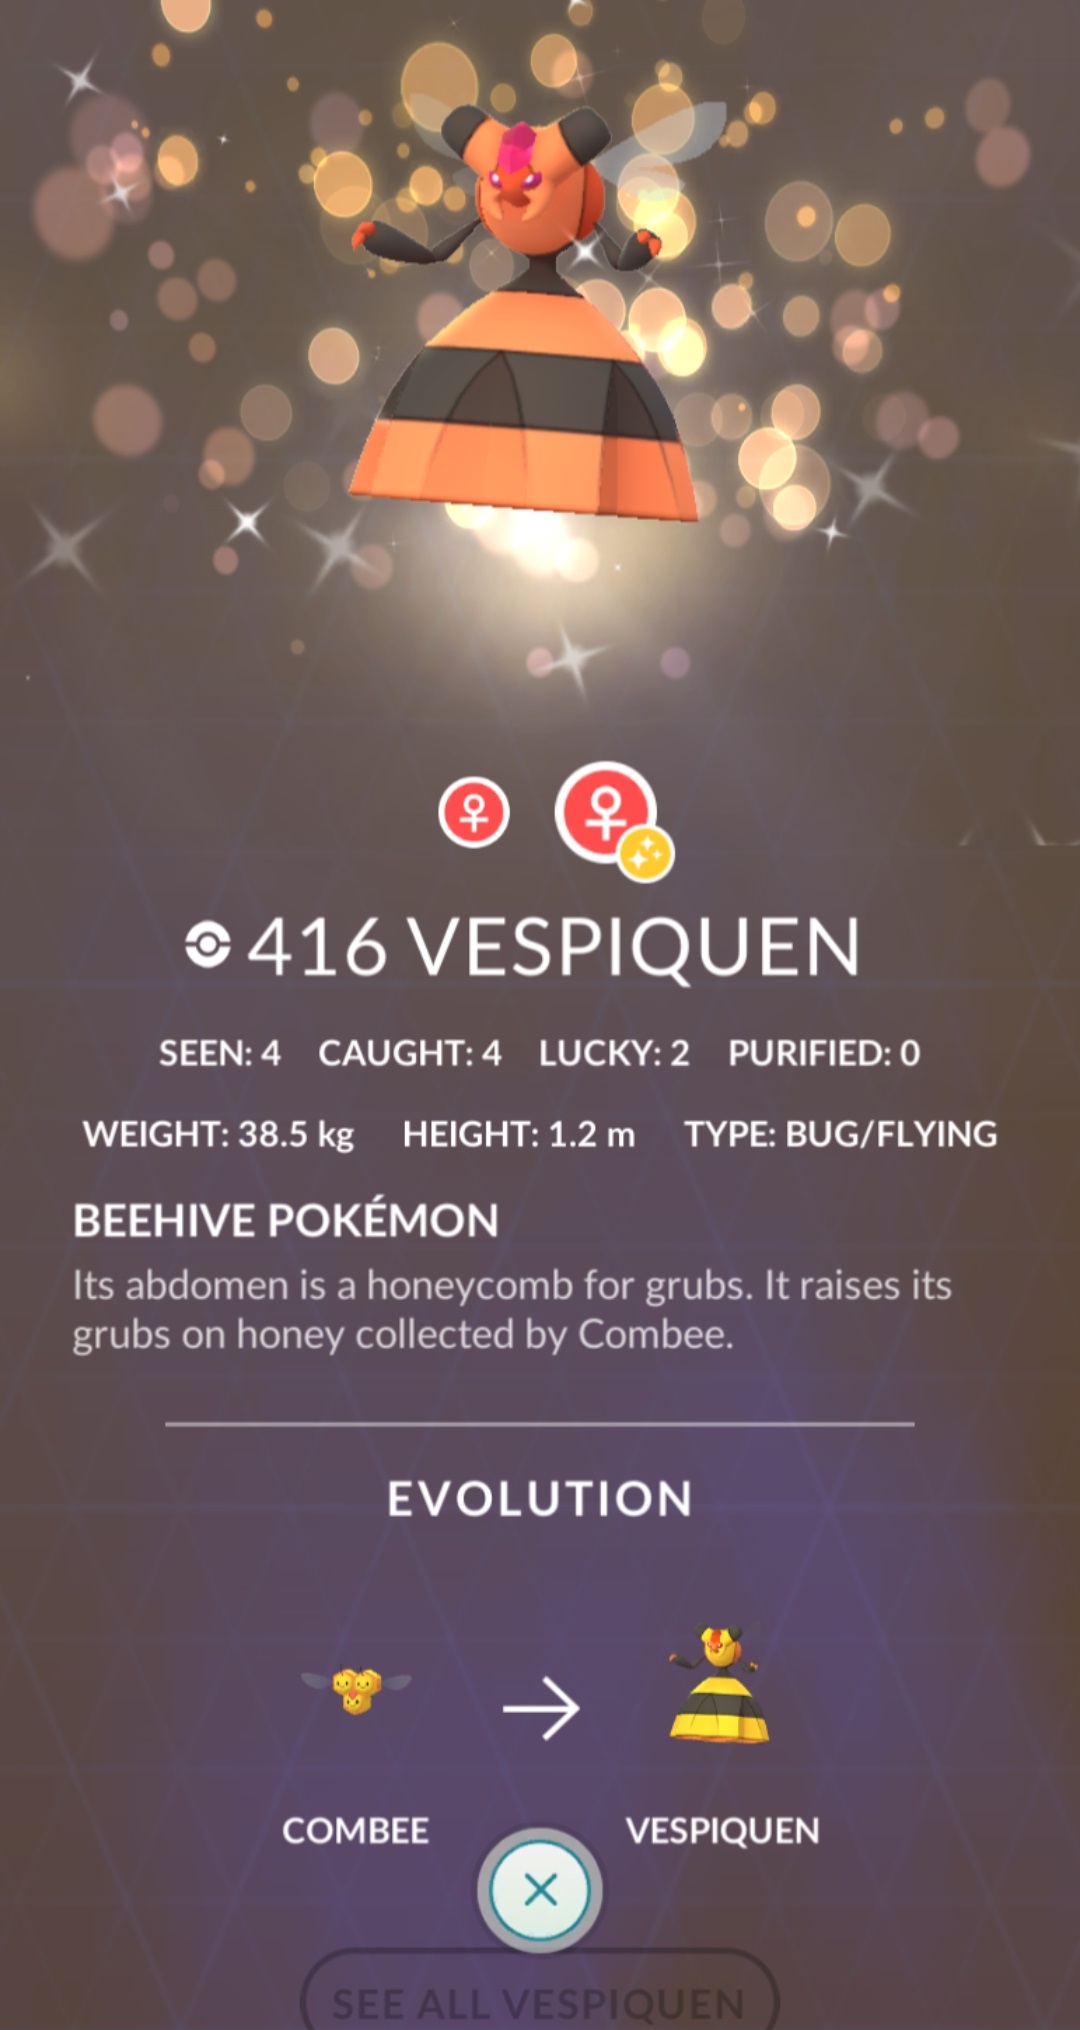 416 VESPIQUEN
SEEN: 4 CAUGHT: 4 LUCKY: 2 PURIFIED: 0
WEIGHT: 38.5 kg HEIGHT: 1.2 m TYPE: BUG/FLYING
BEEHIVE POKÉMON
Its abdomen is a honeycomb for grubs. It raises its
grubs on honey collected by Combee.
EVOLUTION
COMBEE VESPIQUEN
SEE ALL VESPIQUEN